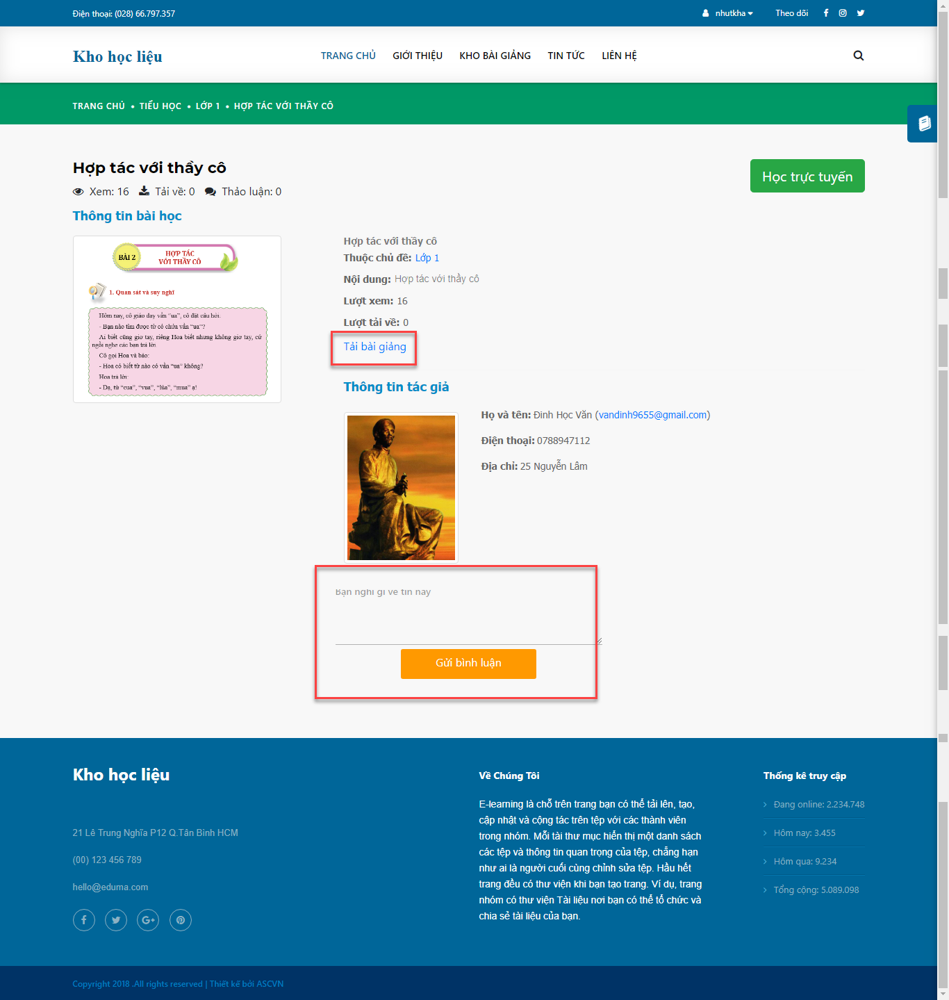 Điện thoại: (028) 66.797.357
nhutkha
Theo dõi
Kho học liệu
TRANG CHỦ
GIỚI THIỆU
KHO BÀI GIẢNG
TIN TỨC
LIÊN HỆ
TRANG CHỦ • TIỂU HỌC • LỚP 1 • HỢP TÁC VỚI THẦY CÔ
Hợp tác với thầy cô
Học trực tuyến
Xem: 16 Tải về: 0 Thảo luận: 0
Thông tin bài học
BÀI 2
HỢP TÁC
VỚI THẦY CÔ
1. Quan sát và suy nghĩ
Hôm nay, cô giáo dạy vần "ua", cô đặt câu hỏi.
- Bạn nào tìm được từ có chứa vần "ua"?
Ai biết cũng giơ tay, riêng Hoa biết nhưng không giơ tay, cứ
ngồi nghe các bạn trả lời.
Cô gọi Hoa và bảo:
- Hoa có biết từ nào có vần "ua" không?
Hoa trả lời:
- Dạ, từ "cua", "vua", "lúa", "mua" ạ!
Hợp tác với thầy cô
Thuộc chủ đề: Lớp 1
Nội dung: Hợp tác với thầy cô
Lượt xem: 16
Lượt tải về: 0
Tải bài giảng
Thông tin tác giả
Họ và tên: Đinh Học Văn (vandinh9655@gmail.com)
Điện thoại: 0788947112
Địa chỉ: 25 Nguyễn Lâm
Bạn nghĩ gì về tin này
Gửi bình luận
Kho học liệu
21 Lê Trung Nghĩa P12 Q.Tân Bình HCM
(00) 123 456 789
hello@eduma.com
Về Chúng Tôi
E-learning là chỗ trên trang bạn có thể tải lên, tạo,
cập nhật và cộng tác trên tệp với các thành viên
trong nhóm. Mỗi tài thư mục hiển thị một danh sách
các tệp và thông tin quan trọng của tệp, chẳng hạn
như ai là người cuối cùng chỉnh sửa tệp. Hầu hết
trang đều có thư viện khi bạn tạo trang. Ví dụ, trang
nhóm có thư viện Tài liệu nơi bạn có thể tổ chức và
chia sẻ tài liệu của bạn.
Thống kê truy cập
Đang online: 2.234.748
Hôm nay: 3.455
Hôm qua: 9.234
Tổng cộng: 5.089.098
Copyright 2018 .All rights reserved | Thiết kế bởi ASCVN